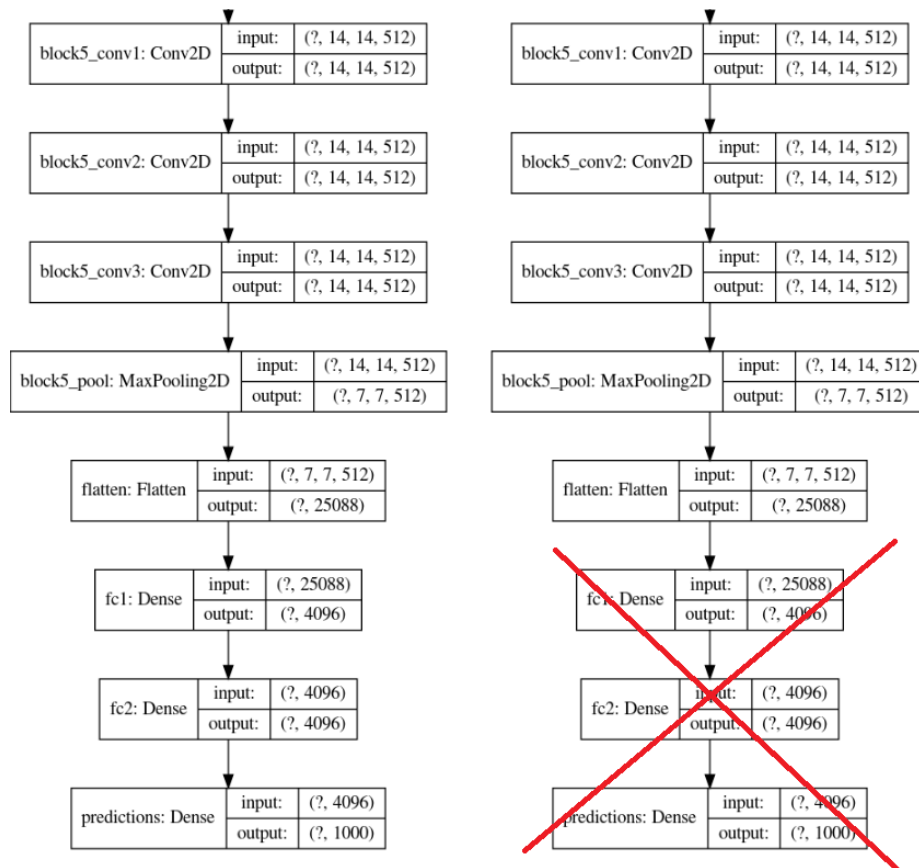 block5_conv1: Conv2D
input: (?, 14, 14, 512)
output: (?, 14, 14, 512)
block5_conv2: Conv2D
input: (?, 14, 14, 512)
output: (?, 14, 14, 512)
block5_conv3: Conv2D
input: (?, 14, 14, 512)
output: (?, 14, 14, 512)
block5_pool: MaxPooling2D
input: (?, 14, 14, 512)
output: (?, 7, 7, 512)
flatten: Flatten
input: (?, 7, 7, 512)
output: (?, 25088)
fc1: Dense
input: (?, 25088)
output: (?, 4096)
fc2: Dense
input: (?, 4096)
output: (?, 4096)
predictions: Dense
input: (?, 4096)
output: (?, 1000)
block5_conv1: Conv2D
input: (?, 14, 14, 512)
output: (?, 14, 14, 512)
block5_conv2: Conv2D
input: (?, 14, 14, 512)
output: (?, 14, 14, 512)
block5_conv3: Conv2D
input: (?, 14, 14, 512)
output: (?, 14, 14, 512)
block5_pool: MaxPooling2D
input: (?, 14, 14, 512)
output: (?, 7, 7, 512)
flatten: Flatten
input: (?, 7, 7, 512)
output: (?, 25088)
fc1: Dense
input: (?, 25088)
output: (?, 4096)
fc2: Dense
input: (?, 4096)
output: (?, 4096)
predictions: Dense
input: (?, 4096)
output: (?, 1000)